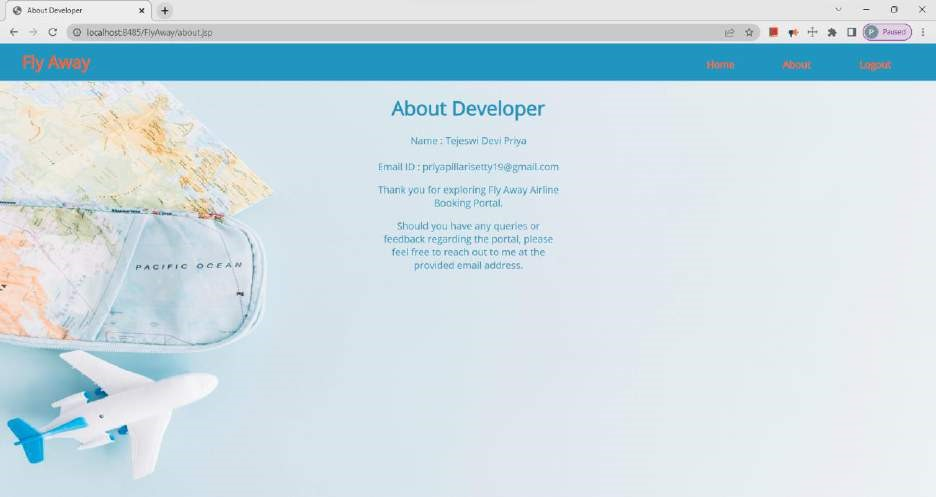 About Developer
localhost:8485/FlyAway/about.jsp
P Paused
Fly Away
Home About Logout
About Developer
Name : Tejeswi Devi Priya
Email ID : priyapillarisetty19@gmail.com
Thank you for exploring Fly Away Airline
Booking Portal.
Should you have any queries or
feedback regarding the portal, please
feel free to reach out to me at the
provided email address.
PACIFIC OCEAN